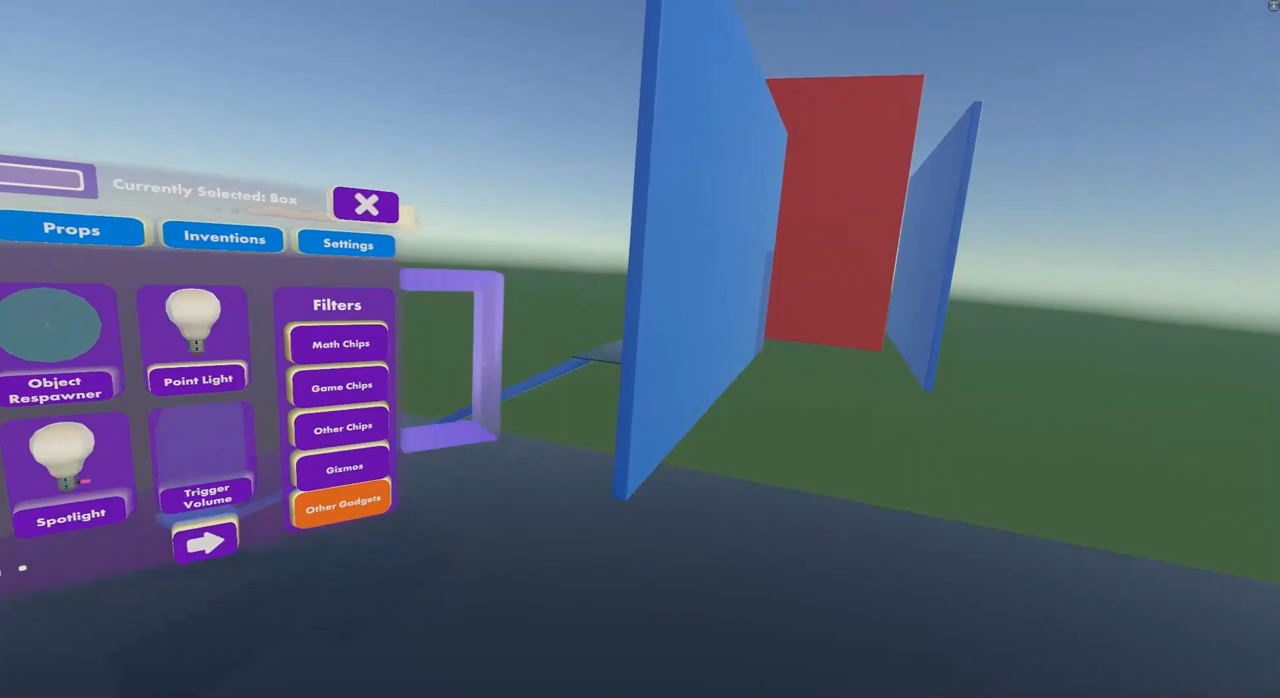 Currently Selected: Box
Props
Inventions
Settings
Object
Respawner
Point Light
Spotlight
Trigger
Volume
Filters
Math Chips
Game Chips
Other Chips
Gizmos
Other Gadgets